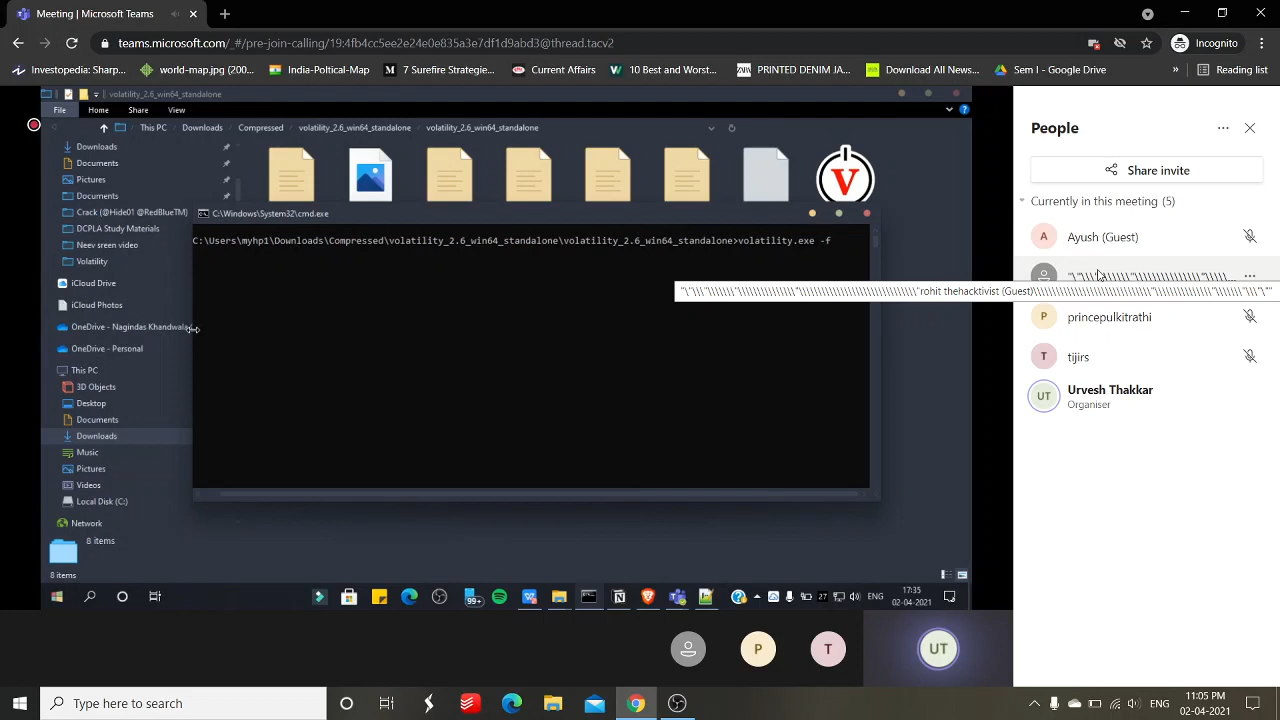 Meeting | Microsoft Teams
teams.microsoft.com/_#/pre-join-calling/19:4fb4cc5ee2e24e0e835a3e7df1d9abd3@thread.tacv2
Incognito
Investopedia: Sharp...
world-map.jpg (200...
India-Poltical-Map
7 Surefire Strategie...
Current Affairs
10 Best and Worst...
PRINTED DENIM JA...
Download All News...
Sem I - Google Drive
»
Reading list
volatility_2.6_win64_standalone
File
Home
Share
View
This PC
Downloads
Compressed
volatility_2.6_win64_standalone
volatility_2.6_win64_standalone
Downloads
Documents
Pictures
Documents
Crack (@Hide01 @RedBlueTM)
DCPLA Study Materials
Neev sreen video
Volatility
iCloud Drive
iCloud Photos
OneDrive - Nagindas Khandwala
OneDrive - Personal
This PC
3D Objects
Desktop
Documents
Downloads
Music
Pictures
Videos
Local Disk (C:)
Network
8 items
8 items
V
C:\Windows\System32\cmd.exe
C:\Users\myhp1\Downloads\Compressed\volatility_2.6_win64_standalone\volatility_2.6_win64_standalone>volatility.exe -f
99+
27
ENG
17:35
02-04-2021
People
Share invite
Currently in this meeting (5)
A
Ayush (Guest)
rohit thehacktivist (Guest)
P
princepulkitrathi
T
tijirs
UT
Urvesh Thakkar
Organiser
P
T
UT
Type here to search
ENG
11:05 PM
02-04-2021